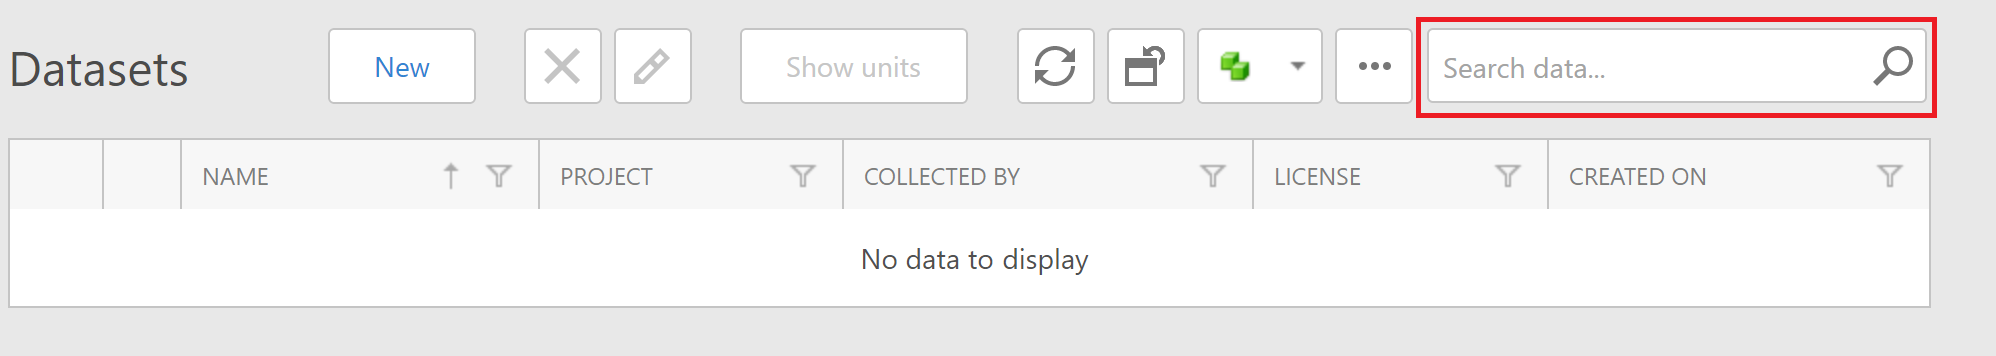 Datasets
New
Show units
Search data...
NAME
PROJECT
COLLECTED BY
LICENSE
CREATED ON
No data to display